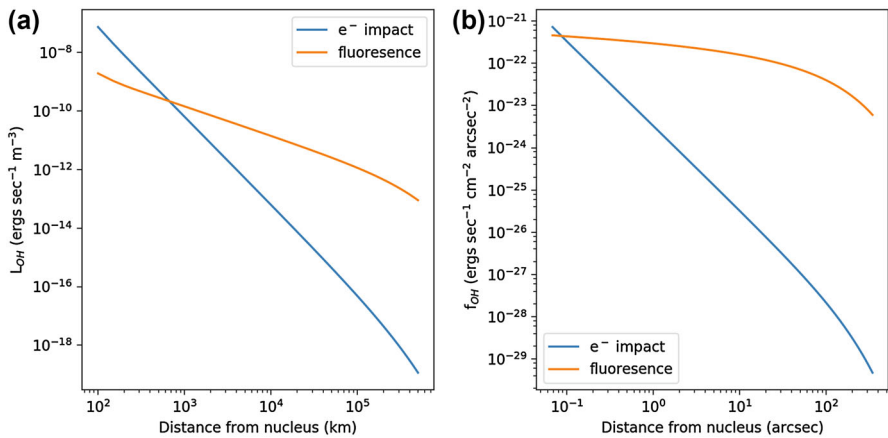 (a)
e⁻ impact
fluoresence
10⁻⁸
10⁻¹⁰
10⁻¹²
10⁻¹⁴
10⁻¹⁶
10⁻¹⁸
L_OH (ergs sec⁻¹ m⁻³)
10² 10³ 10⁴ 10⁵
Distance from nucleus (km)
(b)
10⁻²¹
10⁻²²
10⁻²³
10⁻²⁴
10⁻²⁵
10⁻²⁶
10⁻²⁷
10⁻²⁸
10⁻²⁹
f_OH (ergs sec⁻¹ cm⁻² arcsec⁻²)
e⁻ impact
fluoresence
10⁻¹ 10⁰ 10¹ 10²
Distance from nucleus (arcsec)